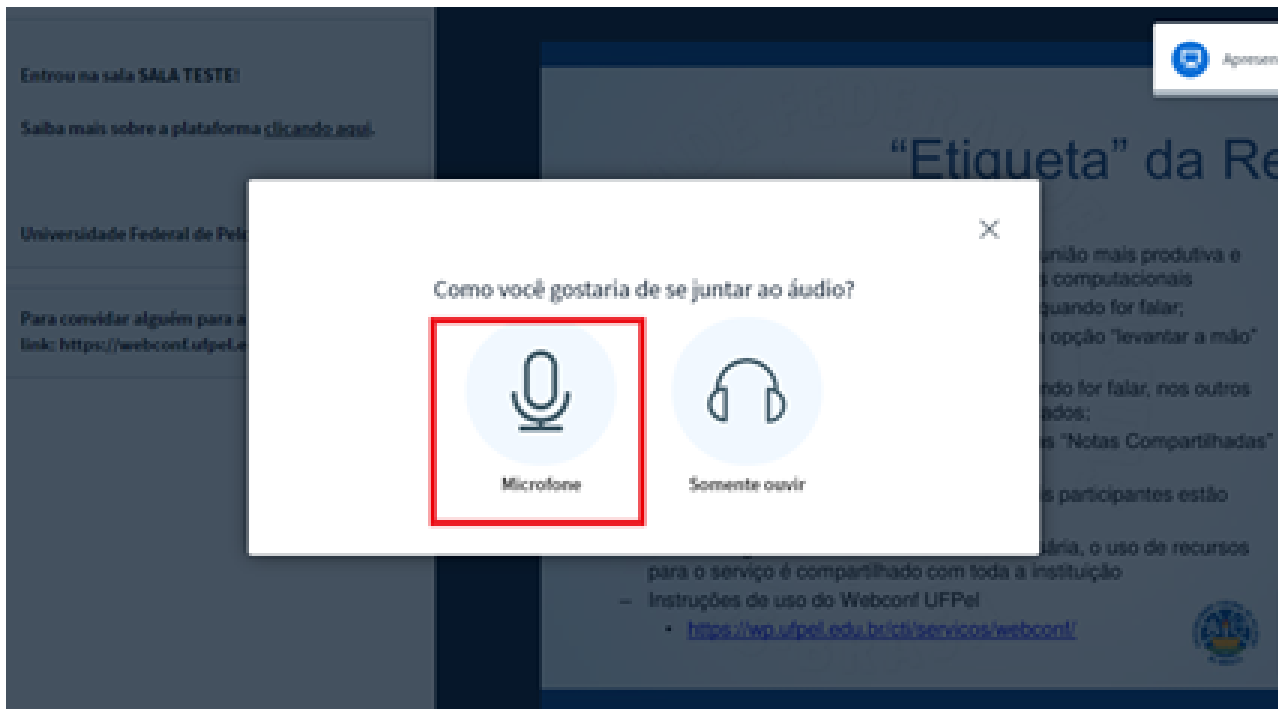 Entrou na sala SALA TESTE!
Saiba mais sobre a plataforma clicando aqui.
Universidade Federal de
Para convidar alguém para a
link: https://webconf.ufpel.e
Como você gostaria de se juntar ao áudio?
Microfone
Somente ouvir
Apresen
“Etiqueta” da Re
união mais produtiva e
s computacionais
quando for falar;
opção “levantar a mão”
ndo for falar, nos outros
ados;
“Notas Compartilhadas”
participantes estão
ária, o uso de recursos
para o serviço é compartilhado com toda a instituição
– Instruções de uso do Webconf UFPel
• https://wp.ufpel.edu.br/cti/servicos/webconf/